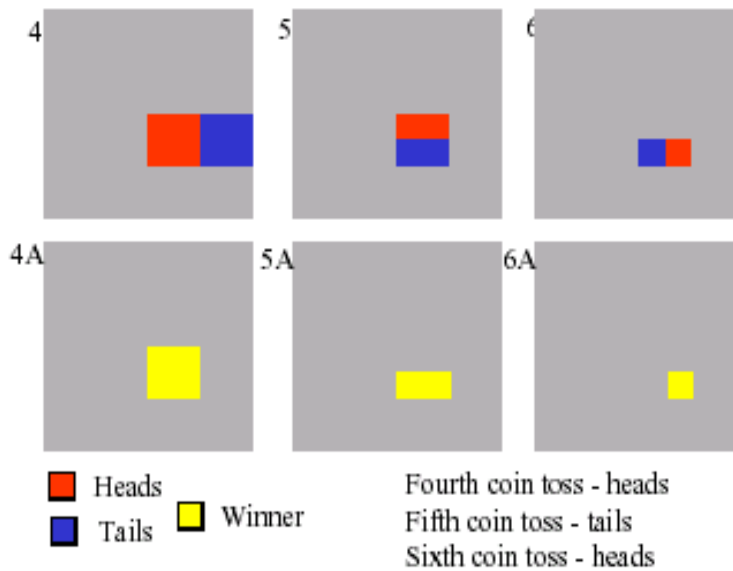 4
5
6
4A
5A
6A
Heads
Tails
Winner
Fourth coin toss - heads
Fifth coin toss - tails
Sixth coin toss - heads